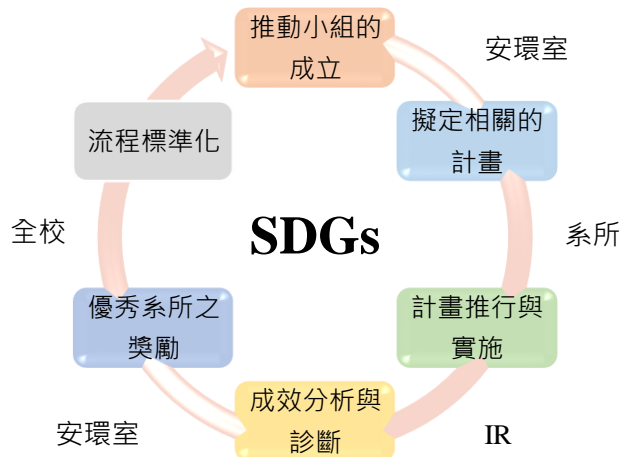 推動小組的
成立
安環室
擬定相關的
計畫
系所
計畫推行與
實施
IR
成效分析與
診斷
安環室
優秀系所之
獎勵
全校
流程標準化
SDGs